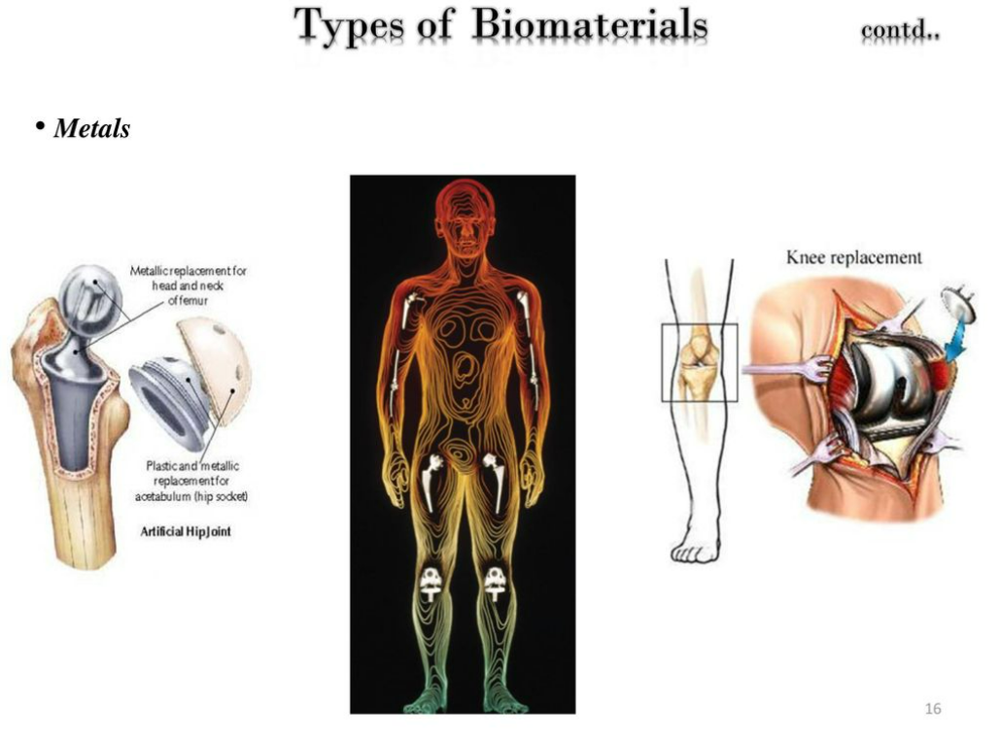 Types of Biomaterials contd..
• Metals
Metallic replacement for
head and neck
of femur
Plastic and metallic
replacement for
acetabulum (hip socket)
Artificial Hip Joint
Knee replacement
16